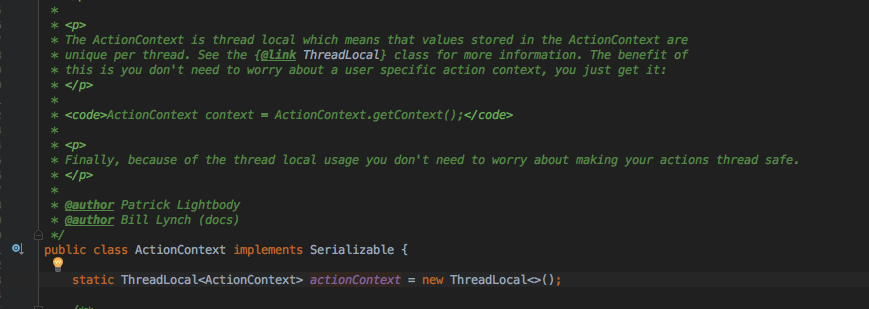 *
* <p>
* The ActionContext is thread local which means that values stored in the ActionContext are
* unique per thread. See the {@link ThreadLocal} class for more information. The benefit of
* this is you don't need to worry about a user specific action context, you just get it:
* </p>
*
* <code>ActionContext context = ActionContext.getContext();</code>
*
* <p>
* Finally, because of the thread local usage you don't need to worry about making your actions thread safe.
* </p>
*
* @author Patrick Lightbody
* @author Bill Lynch (docs)
*/
public class ActionContext implements Serializable {
static ThreadLocal<ActionContext> actionContext = new ThreadLocal<>();